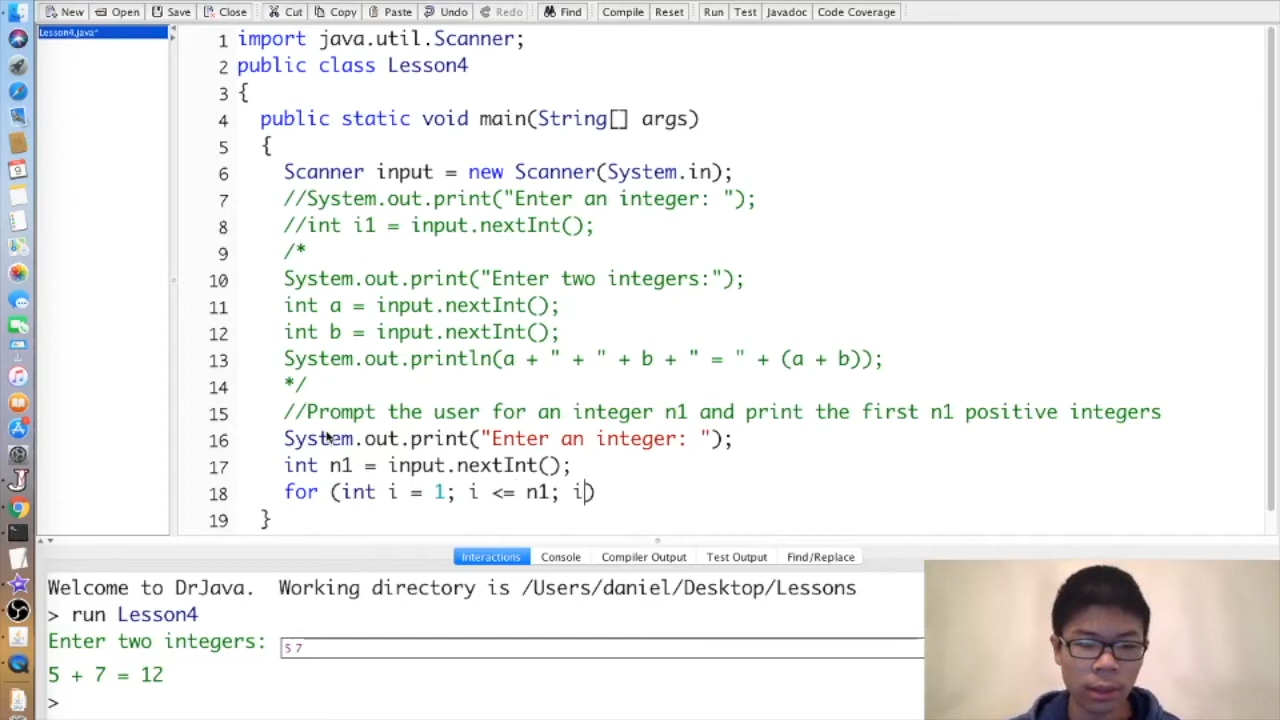 New Open Save Close Cut Copy Paste Undo Redo Find Compile Reset Run Test Javadoc Code Coverage
Lesson4.java*
1 import java.util.Scanner;
2 public class Lesson4
3 {
4 public static void main(String[] args)
5 {
6 Scanner input = new Scanner(System.in);
7 //System.out.print("Enter an integer: ");
8 //int i1 = input.nextInt();
9 /*
10 System.out.print("Enter two integers:");
11 int a = input.nextInt();
12 int b = input.nextInt();
13 System.out.println(a + " + " + b + " = " + (a + b));
14 */
15 //Prompt the user for an integer n1 and print the first n1 positive integers
16 System.out.print("Enter an integer: ");
17 int n1 = input.nextInt();
18 for (int i = 1; i <= n1; i)
19 }
Interactions Console Compiler Output Test Output Find/Replace
Welcome to DrJava. Working directory is /Users/daniel/Desktop/Lessons
> run Lesson4
Enter two integers: 5 7
5 + 7 = 12
>